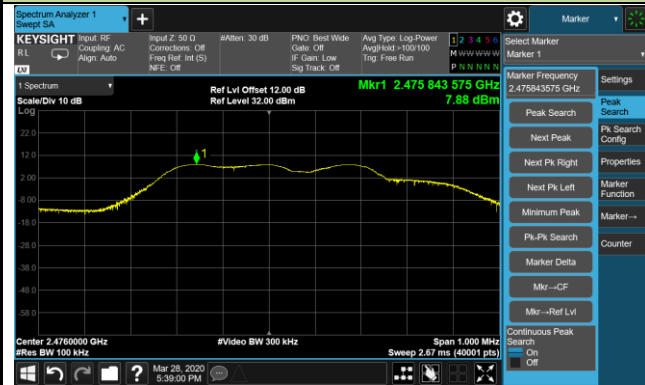 Spectrum Analyzer 1
Swept SA
Marker
KEYSIGHT
RL
LXI
Input: RF
Coupling: AC
Align: Auto
Input Z: 50 Ω
Corrections: Off
Freq Ref: Int (S)
NFE: Off
#Atten: 30 dB
PNO: Best Wide
Gate: Off
IF Gain: Low
Sig Track: Off
Avg Type: Log-Power
Avg|Hold:>100/100
Trig: Free Run
1 2 3 4 5 6
M W W W W W
P N N N N N
Select Marker
Marker 1
1 Spectrum
Scale/Div 10 dB
Log
Ref Lvl Offset 12.00 dB
Ref Level 32.00 dBm
Mkr1 2.475 843 575 GHz
7.88 dBm
22.0
12.0
2.00
-8.00
-18.0
-28.0
-38.0
-48.0
-58.0
1
Center 2.4760000 GHz
#Res BW 100 kHz
#Video BW 300 kHz
Span 1.000 MHz
Sweep 2.67 ms (40001 pts)
Marker Frequency
2.475843575 GHz
Peak Search
Next Peak
Next Pk Right
Next Pk Left
Minimum Peak
Pk-Pk Search
Marker Delta
Mkr→CF
Mkr→Ref Lvl
Continuous Peak
Search
On
Off
Settings
Peak
Search
Pk Search
Config
Properties
Marker
Function
Marker→
Counter
?
Mar 28, 2020
5:39:00 PM